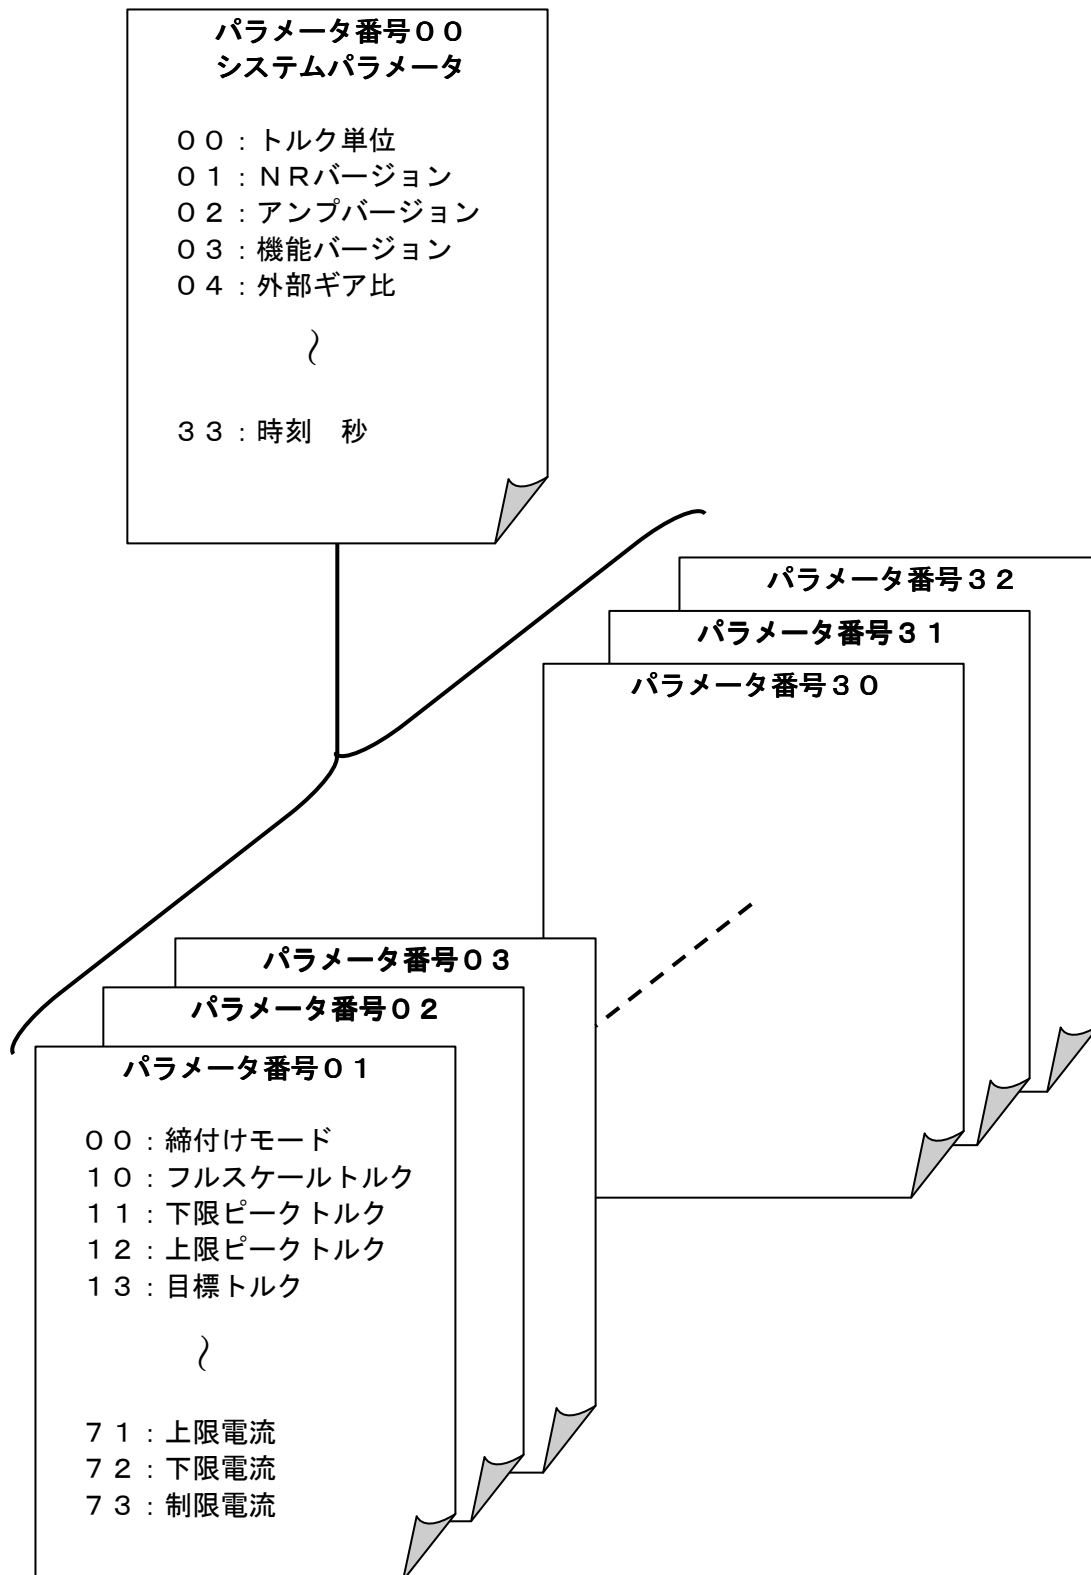 パラメータ番号００
システムパラメータ
００：トルク単位
０１：ＮＲバージョン
０２：アンプバージョン
０３：機能バージョン
０４：外部ギア比
～
３３：時刻　秒
パラメータ番号３２
パラメータ番号３１
パラメータ番号３０
パラメータ番号０３
パラメータ番号０２
パラメータ番号０１
００：締付けモード
１０：フルスケールトルク
１１：下限ピークトルク
１２：上限ピークトルク
１３：目標トルク
～
７１：上限電流
７２：下限電流
７３：制限電流